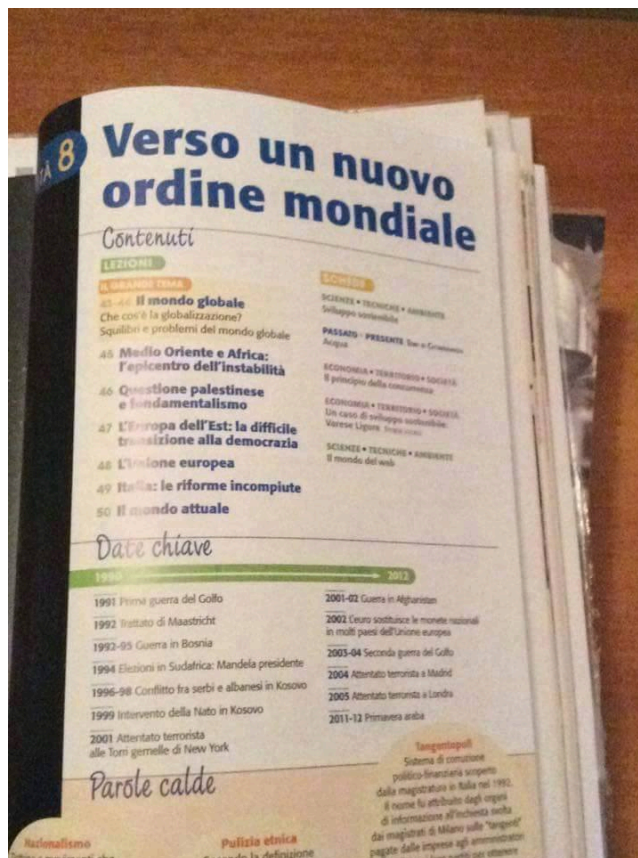 8
Verso un nuovo
ordine mondiale
Contenuti
LEZIONI
IL GRANDE TEMA
Il mondo globale
Che cos'è la globalizzazione?
Squilibri e problemi del mondo globale
45 Medio Oriente e Africa:
l'epicentro dell'instabilità
46 Questione palestinese
e fondamentalismo
47 L'Europa dell'Est: la difficile
transizione alla democrazia
48 L'Unione europea
49 Italia: le riforme incompiute
50 Il mondo attuale
SCHEDE
SCIENZE • TECNICHE • AMBIENTE
Sviluppo sostenibile
PASSATO - PRESENTE
Acqua
ECONOMIA • TERRITORIO • SOCIETÀ
Il principio della concorrenza
ECONOMIA • TERRITORIO • SOCIETÀ
Un caso di sviluppo sostenibile
Varese Ligure
SCIENZE • TECNICHE • AMBIENTE
Il mondo del web
Date chiave
1990 2012
1991 Prima guerra del Golfo
1992 Trattato di Maastricht
1992-95 Guerra in Bosnia
1994 Elezioni in Sudafrica: Mandela presidente
1996-98 Conflitto fra serbi e albanesi in Kosovo
1999 Intervento della Nato in Kosovo
2001 Attentato terrorista
alle Torri gemelle di New York
2001-02 Guerra in Afghanistan
2002 L'euro sostituisce le monete nazionali
in molti paesi dell'Unione europea
2003-04 Seconda guerra del Golfo
2004 Attentato terrorista a Madrid
2005 Attentato terrorista a Londra
2011-12 Primavera araba
Parole calde
Nazionalismo
Pulizia etnica
la definizione
Tangentopoli
Sistema di corruzione
politico-finanziaria scoperto
dalla magistratura in Italia nel 1992.
Il nome fu attribuito dagli organi
di informazione all'inchiesta svolta
dai magistrati di Milano sulle "tangenti"
pagate dalle imprese agli amministratori